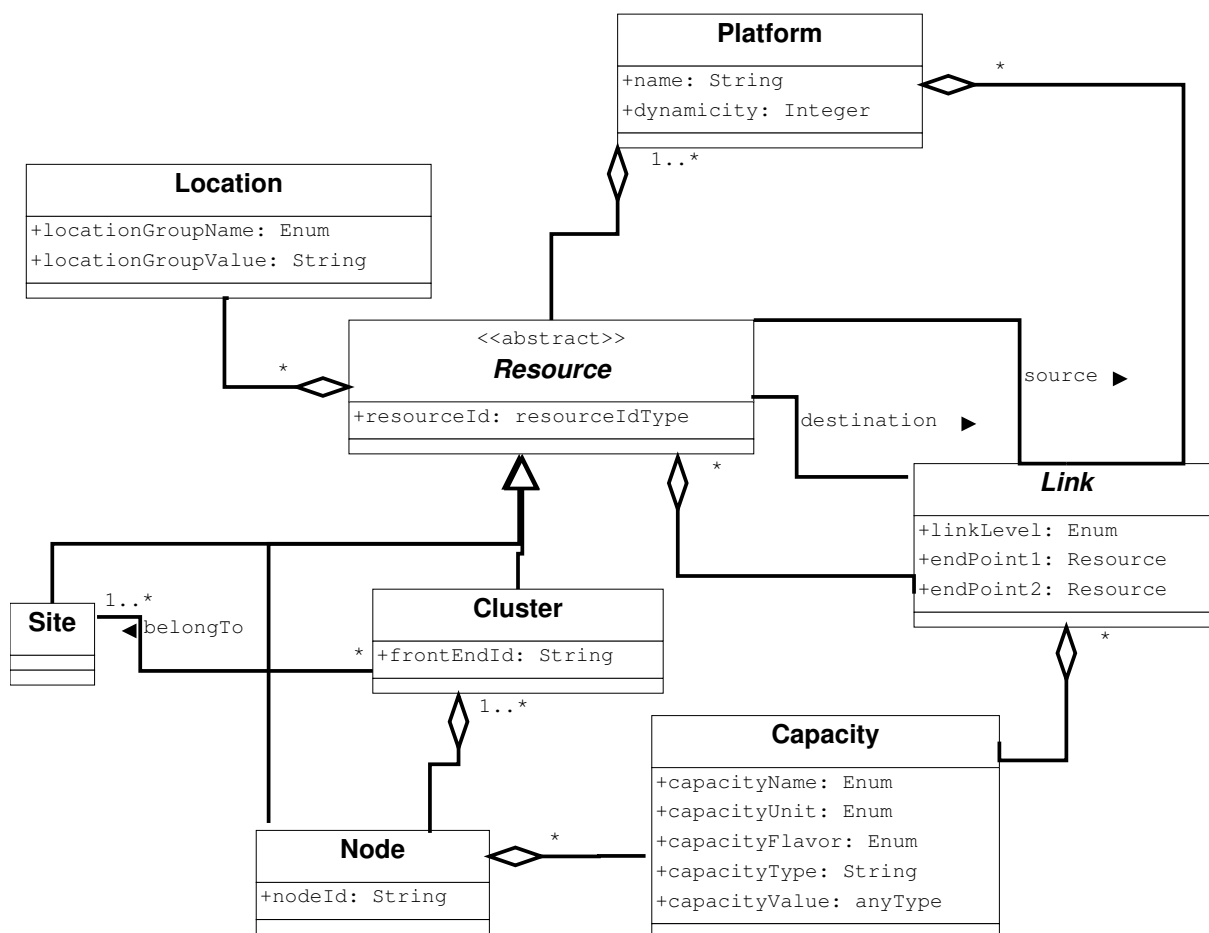 Platform
+name: String
+dynamicity: Integer
*
1..*
Location
+locationGroupName: Enum
+locationGroupValue: String
*
<<abstract>>
Resource
+resourceId: resourceIdType
source ►
destination ►
*
Link
+linkLevel: Enum
+endPoint1: Resource
+endPoint2: Resource
*
Site
1..*
◄ belongTo
*
Cluster
+frontEndId: String
1..*
Node
+nodeId: String
*
Capacity
+capacityName: Enum
+capacityUnit: Enum
+capacityFlavor: Enum
+capacityType: String
+capacityValue: anyType